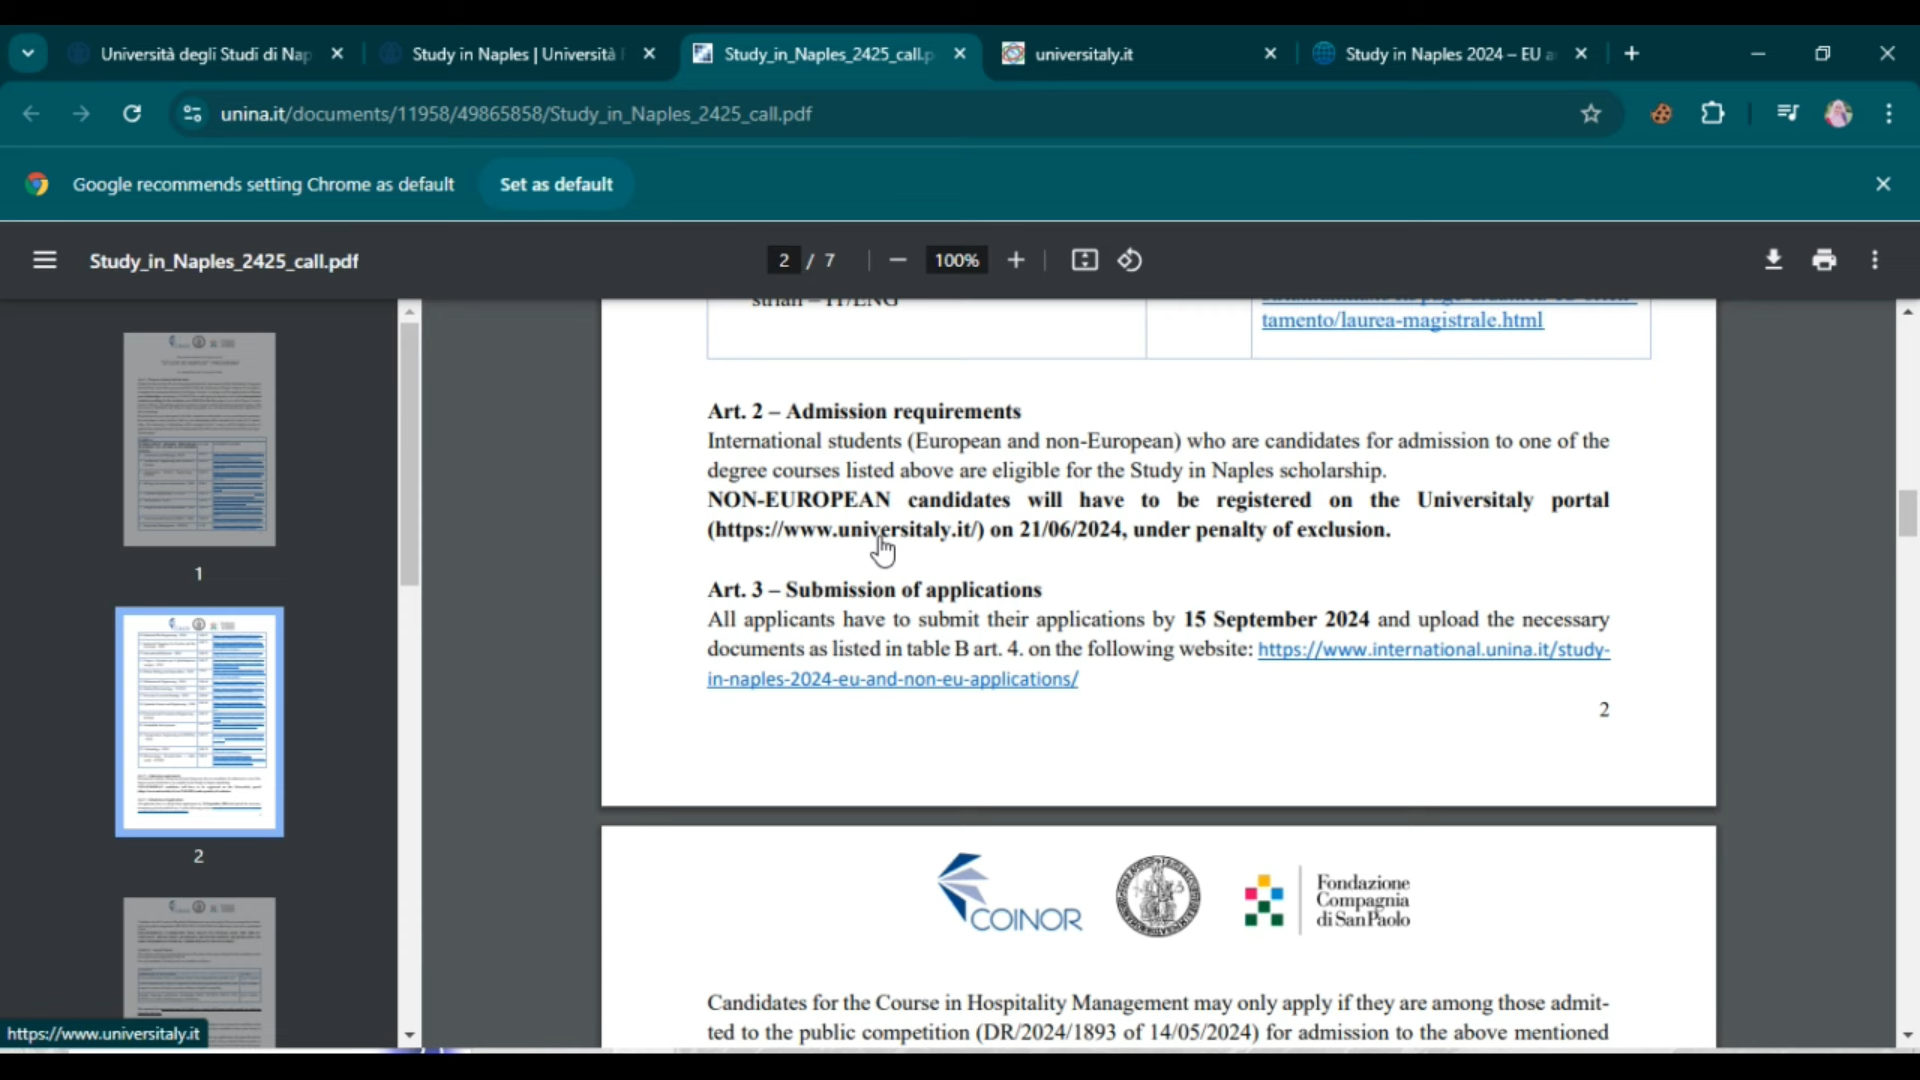 Università degli Studi di Nap
Study in Naples | Università
Study_in_Naples_2425_call.p
universitaly.it
Study in Naples 2024 – EU a
unina.it/documents/11958/49865858/Study_in_Naples_2425_call.pdf
Google recommends setting Chrome as default
Set as default
Study_in_Naples_2425_call.pdf
2 / 7
100%
strian – IT/ENG
tamento/laurea-magistrale.html
Art. 2 – Admission requirements
International students (European and non-European) who are candidates for admission to one of the
degree courses listed above are eligible for the Study in Naples scholarship.
NON-EUROPEAN candidates will have to be registered on the Universitaly portal
(https://www.universitaly.it/) on 21/06/2024, under penalty of exclusion.
Art. 3 – Submission of applications
All applicants have to submit their applications by 15 September 2024 and upload the necessary
documents as listed in table B art. 4. on the following website: https://www.international.unina.it/study-
in-naples-2024-eu-and-non-eu-applications/
2
COINOR
Fondazione
Compagnia
di San Paolo
Candidates for the Course in Hospitality Management may only apply if they are among those admit-
ted to the public competition (DR/2024/1893 of 14/05/2024) for admission to the above mentioned
1
2
https://www.universitaly.it